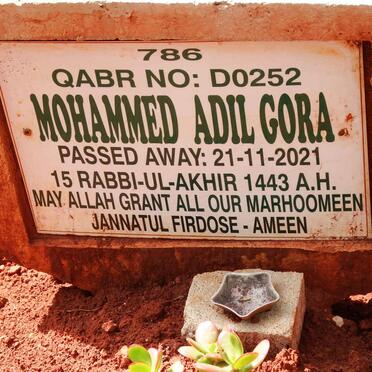 786
QABR NO: D0252
MOHAMMED ADIL GORA
PASSED AWAY: 21-11-2021
15 RABBI-UL-AKHIR 1443 A.H.
MAY ALLAH GRANT ALL OUR MARHOOMEEN
JANNATUL FIRDOSE - AMEEN